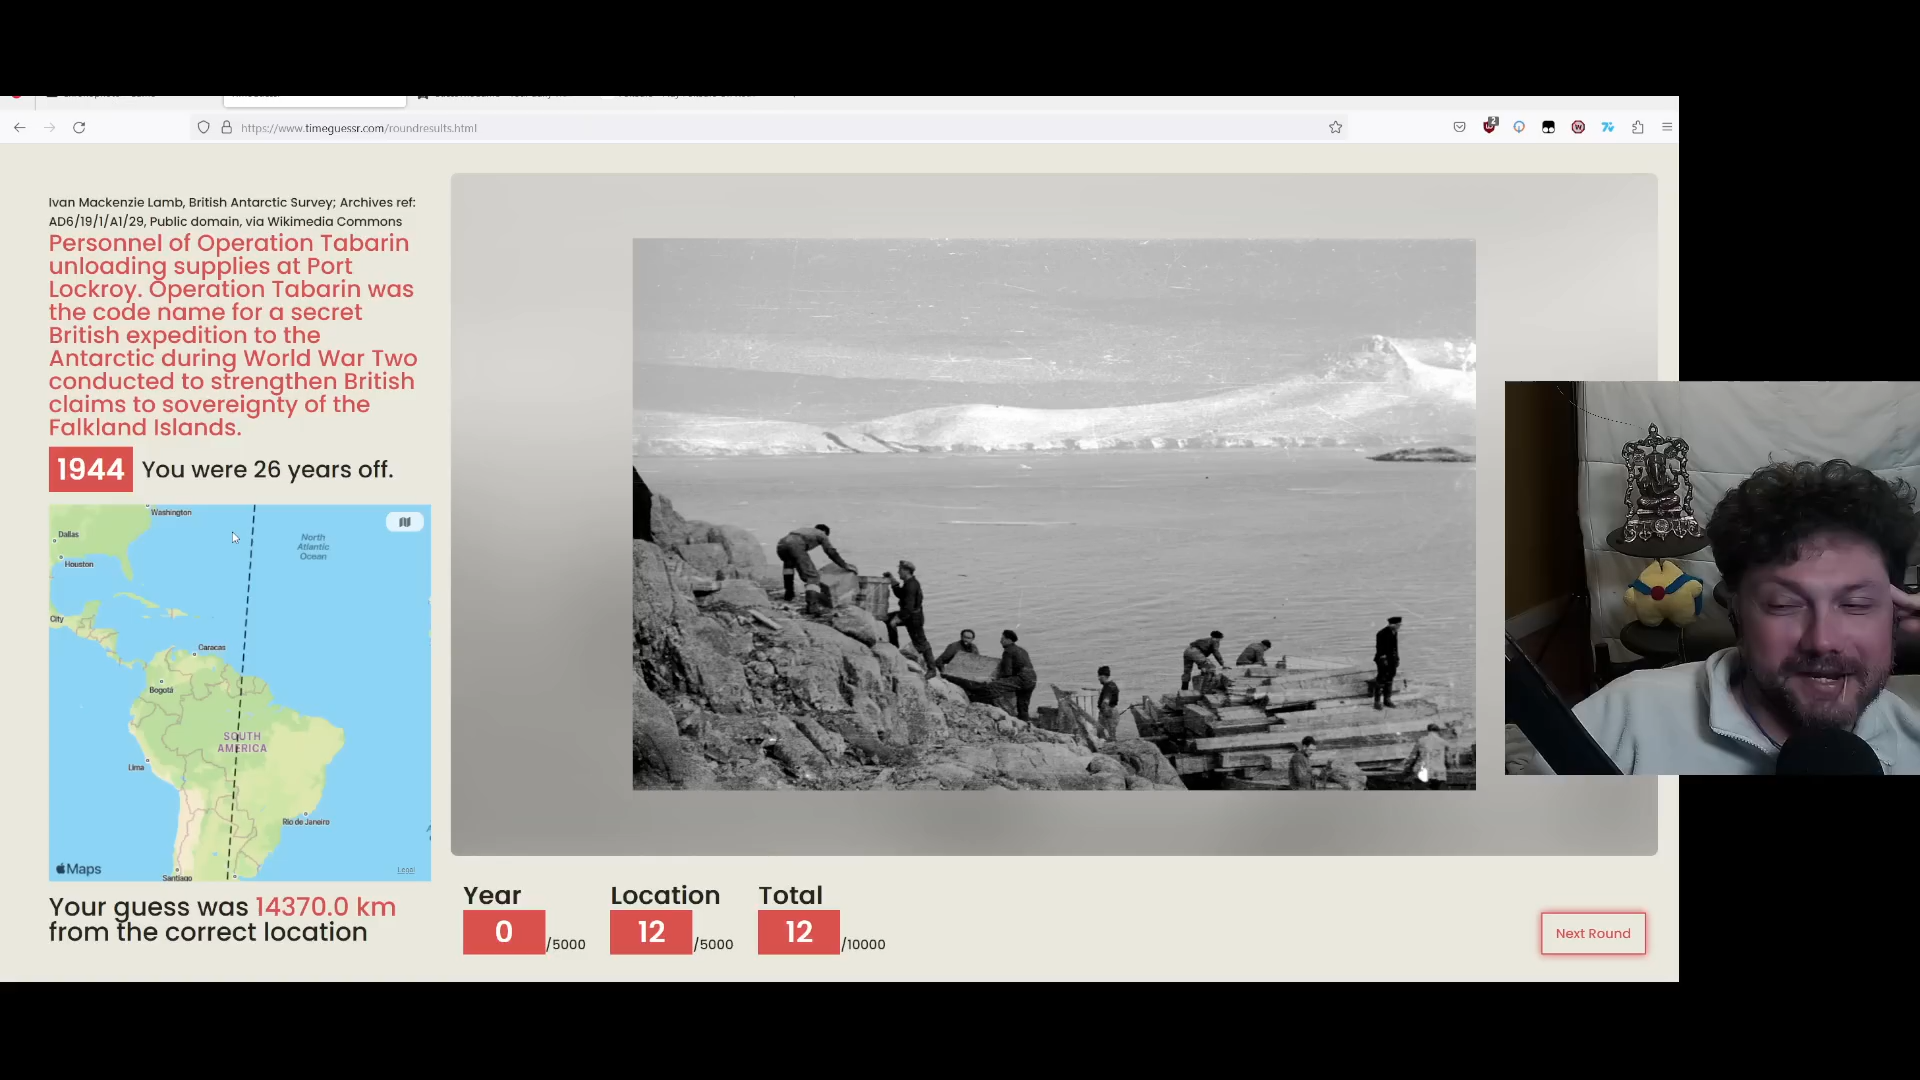 https://www.timeguessr.com/roundresults.html
2
Ivan Mackenzie Lamb, British Antarctic Survey; Archives ref:
AD6/19/1/A1/29, Public domain, via Wikimedia Commons
Personnel of Operation Tabarin
unloading supplies at Port
Lockroy. Operation Tabarin was
the code name for a secret
British expedition to the
Antarctic during World War Two
conducted to strengthen British
claims to sovereignty of the
Falkland Islands.
1944 You were 26 years off.
Washington
Dallas
Houston
North
Atlantic
Ocean
City
Caracas
Bogotá
SOUTH
AMERICA
Lima
Rio de Janeiro
Santiago
Maps
Legal
Your guess was 14370.0 km
from the correct location
Year
0 /5000
Location
12 /5000
Total
12 /10000
Next Round